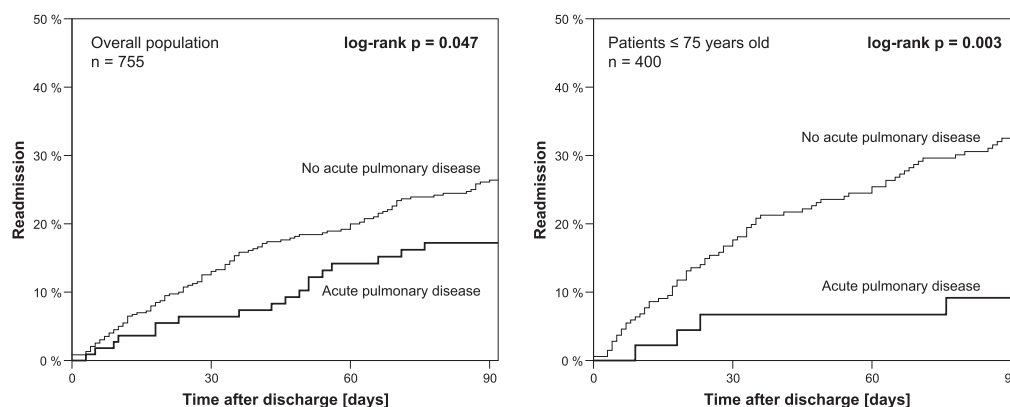 50 %
Overall population
n = 755
log-rank p = 0.047
40 %
30 %
No acute pulmonary disease
20 %
10 %
Acute pulmonary disease
0 %
Readmission
0
30
60
90
Time after discharge [days]
50 %
Patients ≤ 75 years old
n = 400
log-rank p = 0.003
40 %
30 %
No acute pulmonary disease
20 %
10 %
Acute pulmonary disease
0 %
Readmission
0
30
60
Time after discharge [days]